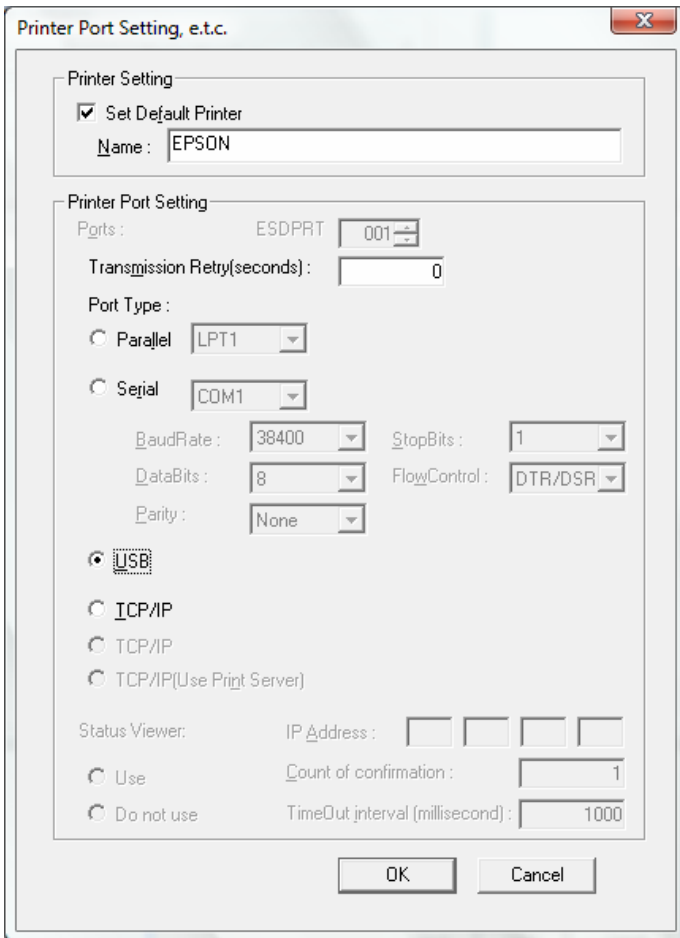 Printer Port Setting, e.t.c.
Printer Setting
Set Default Printer
Name : EPSON
Printer Port Setting
Ports : ESDPRT 001
Transmission Retry(seconds) : 0
Port Type :
Parallel LPT1
Serial COM1
BaudRate : 38400 StopBits : 1
DataBits : 8 FlowControl : DTR/DSR
Parity : None
USB
TCP/IP
TCP/IP
TCP/IP(Use Print Server)
Status Viewer: IP Address :
Use Count of confirmation : 1
Do not use TimeOut interval (millisecond) : 1000
OK Cancel